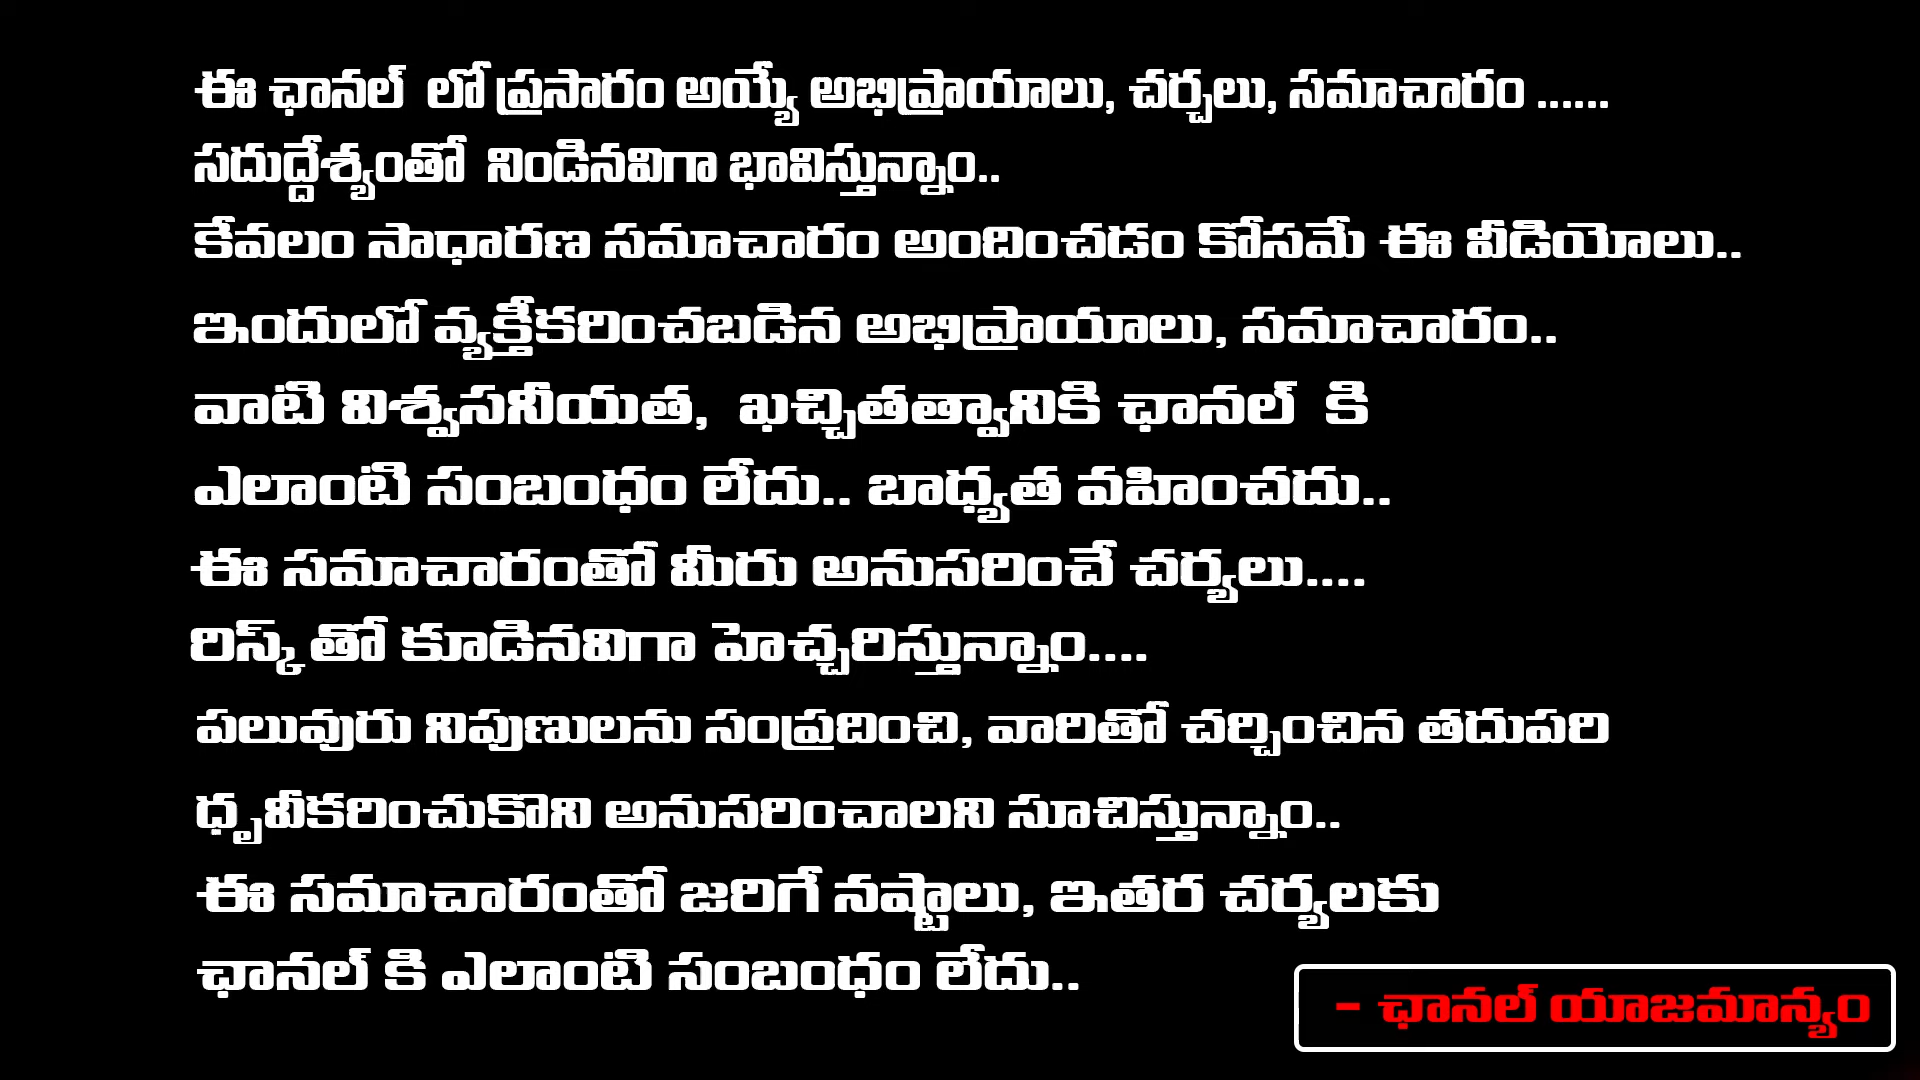 ఈ ఛానల్ లో ప్రసారం అయ్యే అభిప్రాయాలు, చర్చలు, సమాచారం ......
సదుద్దేశ్యంతో నిండినవిగా భావిస్తున్నాం..
కేవలం సాధారణ సమాచారం అందించడం కోసమే ఈ వీడియోలు..
ఇందులో వ్యక్తీకరించబడిన అభిప్రాయాలు, సమాచారం..
వాటి విశ్వసనీయత, ఖచ్చితత్వానికి ఛానల్ కి
ఎలాంటి సంబంధం లేదు.. బాధ్యత వహించదు..
ఈ సమాచారంతో మీరు అనుసరించే చర్యలు....
రిస్క్ తో కూడినవిగా హెచ్చరిస్తున్నాం....
పలువురు నిపుణులను సంప్రదించి, వారితో చర్చించిన తదుపరి
ధృవీకరించుకొని అనుసరించాలని సూచిస్తున్నాం..
ఈ సమాచారంతో జరిగే నష్టాలు, ఇతర చర్యలకు
ఛానల్ కి ఎలాంటి సంబంధం లేదు..
- ఛానల్ యాజమాన్యం